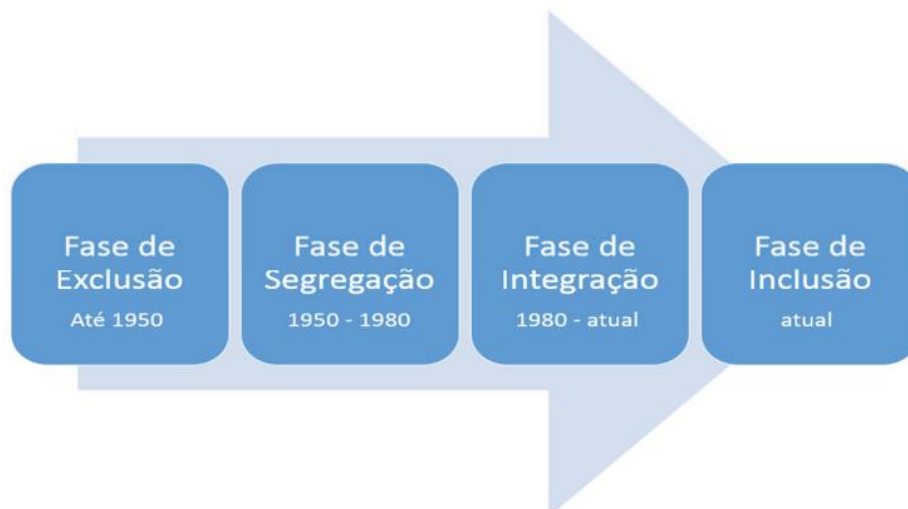 Fase de
Exclusão
Até 1950
Fase de
Segregação
1950 - 1980
Fase de
Integração
1980 - atual
Fase de
Inclusão
atual